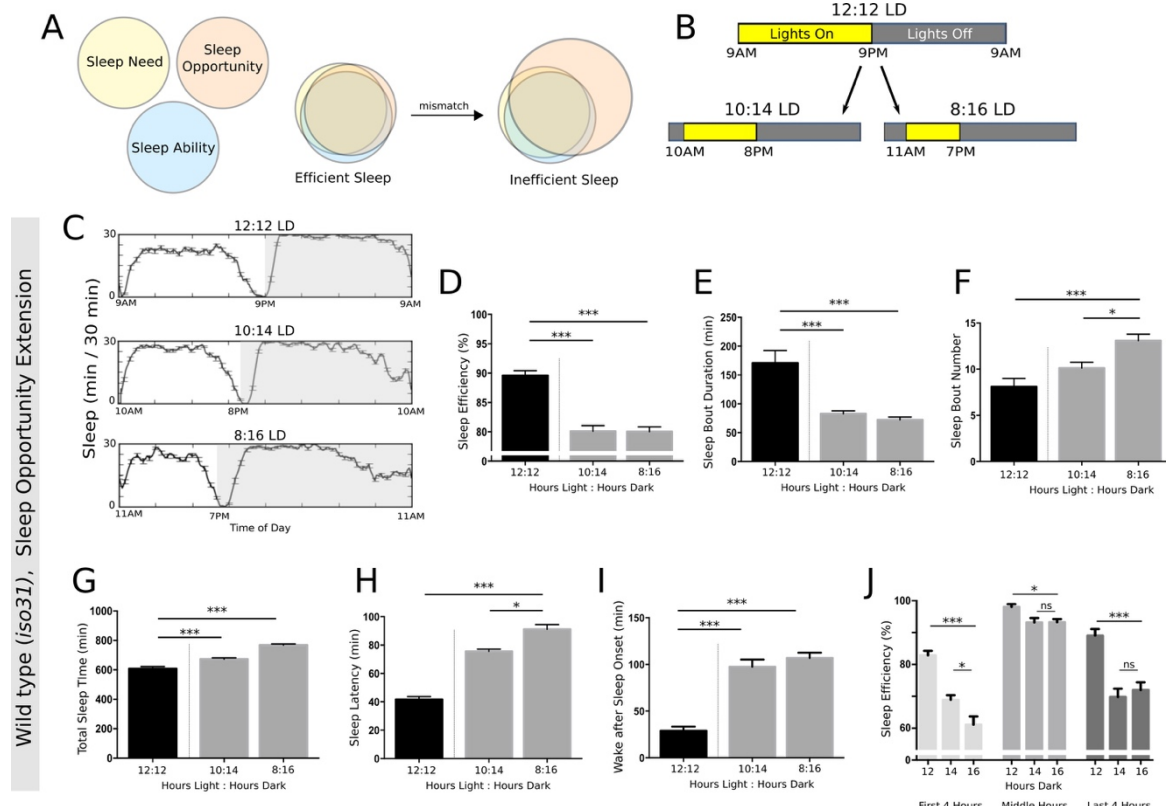 A
Sleep Need
Sleep
Opportunity
Sleep Ability
Efficient Sleep
mismatch
Inefficient Sleep
B
12:12 LD
Lights On
Lights Off
9AM
9PM
9AM
10:14 LD
10AM
8PM
8:16 LD
11AM
7PM
Wild type (iso31), Sleep Opportunity Extension
C
Sleep (min / 30 min)
12:12 LD
30
0
9AM
9PM
9AM
10:14 LD
30
0
10AM
8PM
10AM
8:16 LD
30
0
11AM
7PM
11AM
Time of Day
D
Sleep Efficiency (%)
100
95
90
85
80
0
***
***
12:12
10:14
8:16
Hours Light : Hours Dark
E
Sleep Bout Duration (min)
250
200
150
100
50
0
***
***
12:12
10:14
8:16
Hours Light : Hours Dark
F
Sleep Bout Number
15
10
5
0
***
*
12:12
10:14
8:16
Hours Light : Hours Dark
G
Total Sleep TIme (min)
1000
800
600
400
200
0
***
***
12:12
10:14
8:16
Hours Light : Hours Dark
H
Sleep Latency (min)
100
80
60
40
20
0
***
*
12:12
10:14
8:16
Hours Light : Hours Dark
I
Wake after Sleep Onset (min)
150
100
50
0
***
***
12:12
10:14
8:16
Hours Light : Hours Dark
J
Sleep Efficiency (%)
100
80
60
0
***
*
*
ns
***
ns
12 14 16
12 14 16
12 14 16
Hours Dark
First 4 Hours
Middle Hours
Last 4 Hours